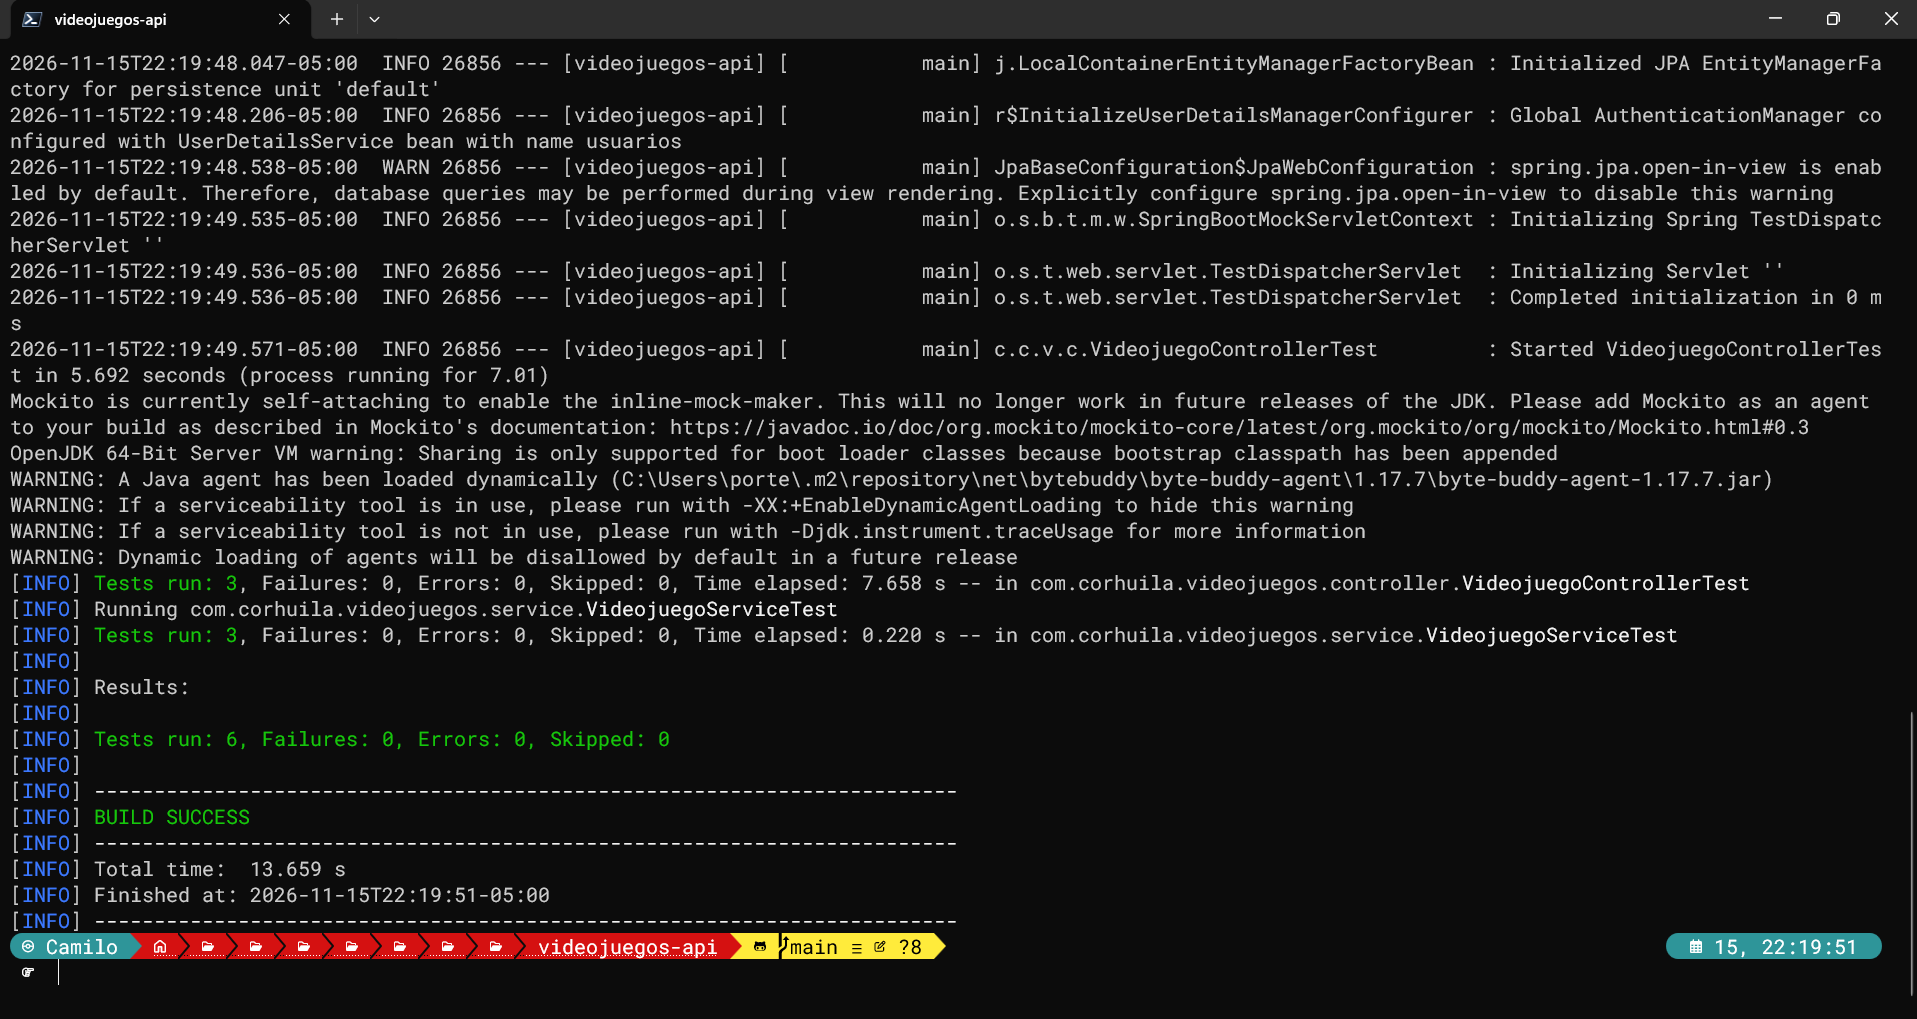 videojuegos-api
2026-11-15T22:19:48.047-05:00  INFO 26856 --- [videojuegos-api] [           main] j.LocalContainerEntityManagerFactoryBean : Initialized JPA EntityManagerFa
ctory for persistence unit 'default'
2026-11-15T22:19:48.206-05:00  INFO 26856 --- [videojuegos-api] [           main] r$InitializeUserDetailsManagerConfigurer : Global AuthenticationManager co
nfigured with UserDetailsService bean with name usuarios
2026-11-15T22:19:48.538-05:00  WARN 26856 --- [videojuegos-api] [           main] JpaBaseConfiguration$JpaWebConfiguration : spring.jpa.open-in-view is enab
led by default. Therefore, database queries may be performed during view rendering. Explicitly configure spring.jpa.open-in-view to disable this warning
2026-11-15T22:19:49.535-05:00  INFO 26856 --- [videojuegos-api] [           main] o.s.b.t.m.w.SpringBootMockServletContext : Initializing Spring TestDispatc
herServlet ''
2026-11-15T22:19:49.536-05:00  INFO 26856 --- [videojuegos-api] [           main] o.s.t.web.servlet.TestDispatcherServlet  : Initializing Servlet ''
2026-11-15T22:19:49.536-05:00  INFO 26856 --- [videojuegos-api] [           main] o.s.t.web.servlet.TestDispatcherServlet  : Completed initialization in 0 m
s
2026-11-15T22:19:49.571-05:00  INFO 26856 --- [videojuegos-api] [           main] c.c.v.c.VideojuegoControllerTest         : Started VideojuegoControllerTes
t in 5.692 seconds (process running for 7.01)
Mockito is currently self-attaching to enable the inline-mock-maker. This will no longer work in future releases of the JDK. Please add Mockito as an agent
to your build as described in Mockito's documentation: https://javadoc.io/doc/org.mockito/mockito-core/latest/org.mockito/org/mockito/Mockito.html#0.3
OpenJDK 64-Bit Server VM warning: Sharing is only supported for boot loader classes because bootstrap classpath has been appended
WARNING: A Java agent has been loaded dynamically (C:\Users\porte\.m2\repository\net\bytebuddy\byte-buddy-agent\1.17.7\byte-buddy-agent-1.17.7.jar)
WARNING: If a serviceability tool is in use, please run with -XX:+EnableDynamicAgentLoading to hide this warning
WARNING: If a serviceability tool is not in use, please run with -Djdk.instrument.traceUsage for more information
WARNING: Dynamic loading of agents will be disallowed by default in a future release
[INFO] Tests run: 3, Failures: 0, Errors: 0, Skipped: 0, Time elapsed: 7.658 s -- in com.corhuila.videojuegos.controller.VideojuegoControllerTest
[INFO] Running com.corhuila.videojuegos.service.VideojuegoServiceTest
[INFO] Tests run: 3, Failures: 0, Errors: 0, Skipped: 0, Time elapsed: 0.220 s -- in com.corhuila.videojuegos.service.VideojuegoServiceTest
[INFO]
[INFO] Results:
[INFO]
[INFO] Tests run: 6, Failures: 0, Errors: 0, Skipped: 0
[INFO]
[INFO] ------------------------------------------------------------------------
[INFO] BUILD SUCCESS
[INFO] ------------------------------------------------------------------------
[INFO] Total time:  13.659 s
[INFO] Finished at: 2026-11-15T22:19:51-05:00
[INFO] ------------------------------------------------------------------------
Camilo videojuegos-api main ≡ ?8 15, 22:19:51